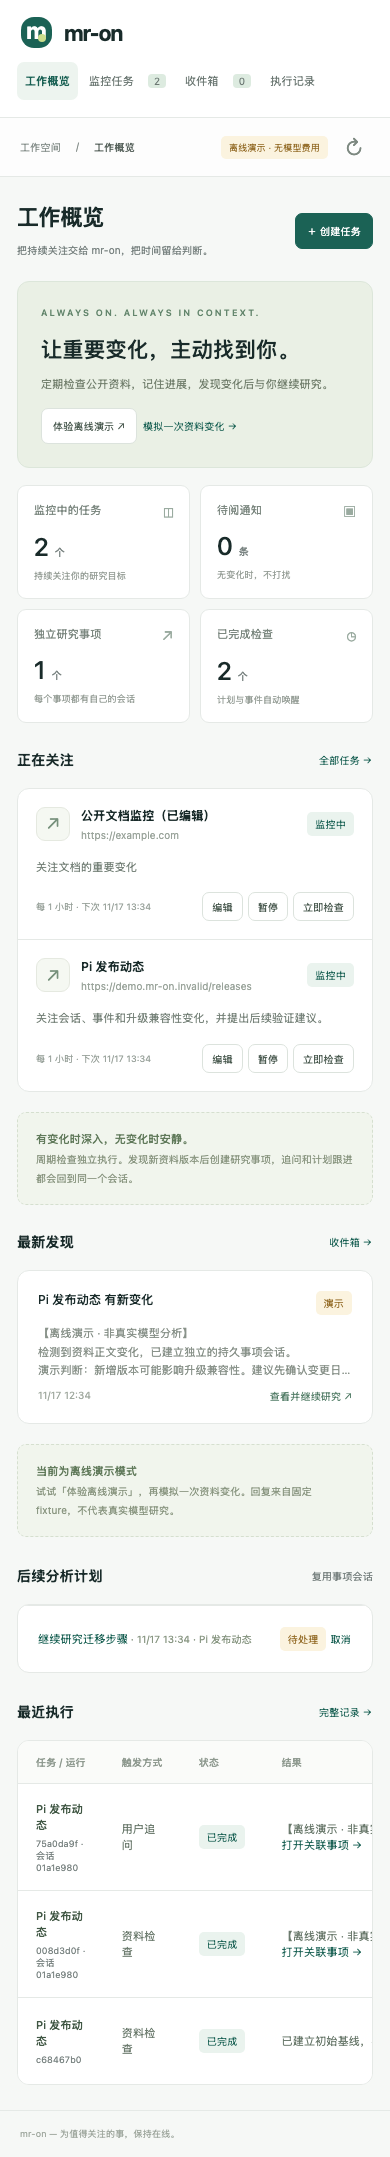 mr-on
工作概览 监控任务 2 收件箱 0 执行记录
工作空间 / 工作概览 离线演示 · 无模型费用
工作概览
+ 创建任务
把持续关注交给 mr-on，把时间留给判断。
ALWAYS ON. ALWAYS IN CONTEXT.
让重要变化，主动找到你。
定期检查公开资料，记住进展，发现变化后与你继续研究。
体验离线演示 ↗ 模拟一次资料变化 →
监控中的任务
2 个
持续关注你的研究目标
待阅通知
0 条
无变化时，不打扰
独立研究事项
1 个
每个事项都有自己的会话
已完成检查
2 个
计划与事件自动唤醒
正在关注 全部任务 →
公开文档监控（已编辑）
https://example.com
监控中
关注文档的重要变化
每 1 小时 · 下次 11/17 13:34 编辑 暂停 立即检查
Pi 发布动态
https://demo.mr-on.invalid/releases
监控中
关注会话、事件和升级兼容性变化，并提出后续验证建议。
每 1 小时 · 下次 11/17 13:34 编辑 暂停 立即检查
有变化时深入，无变化时安静。
周期检查独立执行。发现新资料版本后创建研究事项，追问和计划跟进
都会回到同一个会话。
最新发现 收件箱 →
Pi 发布动态 有新变化 演示
【离线演示 · 非真实模型分析】
检测到资料正文变化，已建立独立的持久事项会话。
演示判断：新增版本可能影响升级兼容性。建议先确认变更日...
11/17 12:34 查看并继续研究 ↗
当前为离线演示模式
试试「体验离线演示」，再模拟一次资料变化。回复来自固定
fixture，不代表真实模型研究。
后续分析计划 复用事项会话
继续研究迁移步骤 · 11/17 13:34 · Pi 发布动态 待处理 取消
最近执行 完整记录 →
任务 / 运行 触发方式 状态 结果
Pi 发布动
态
75a0da9f ·
会话
01a1e980
用户追
问
已完成
【离线演示 · 非真
打开关联事项 →
Pi 发布动
态
008d3d0f ·
会话
01a1e980
资料检
查
已完成
【离线演示 · 非真
打开关联事项 →
Pi 发布动
态
c68467b0
资料检
查
已完成
已建立初始基线，
mr-on — 为值得关注的事，保持在线。